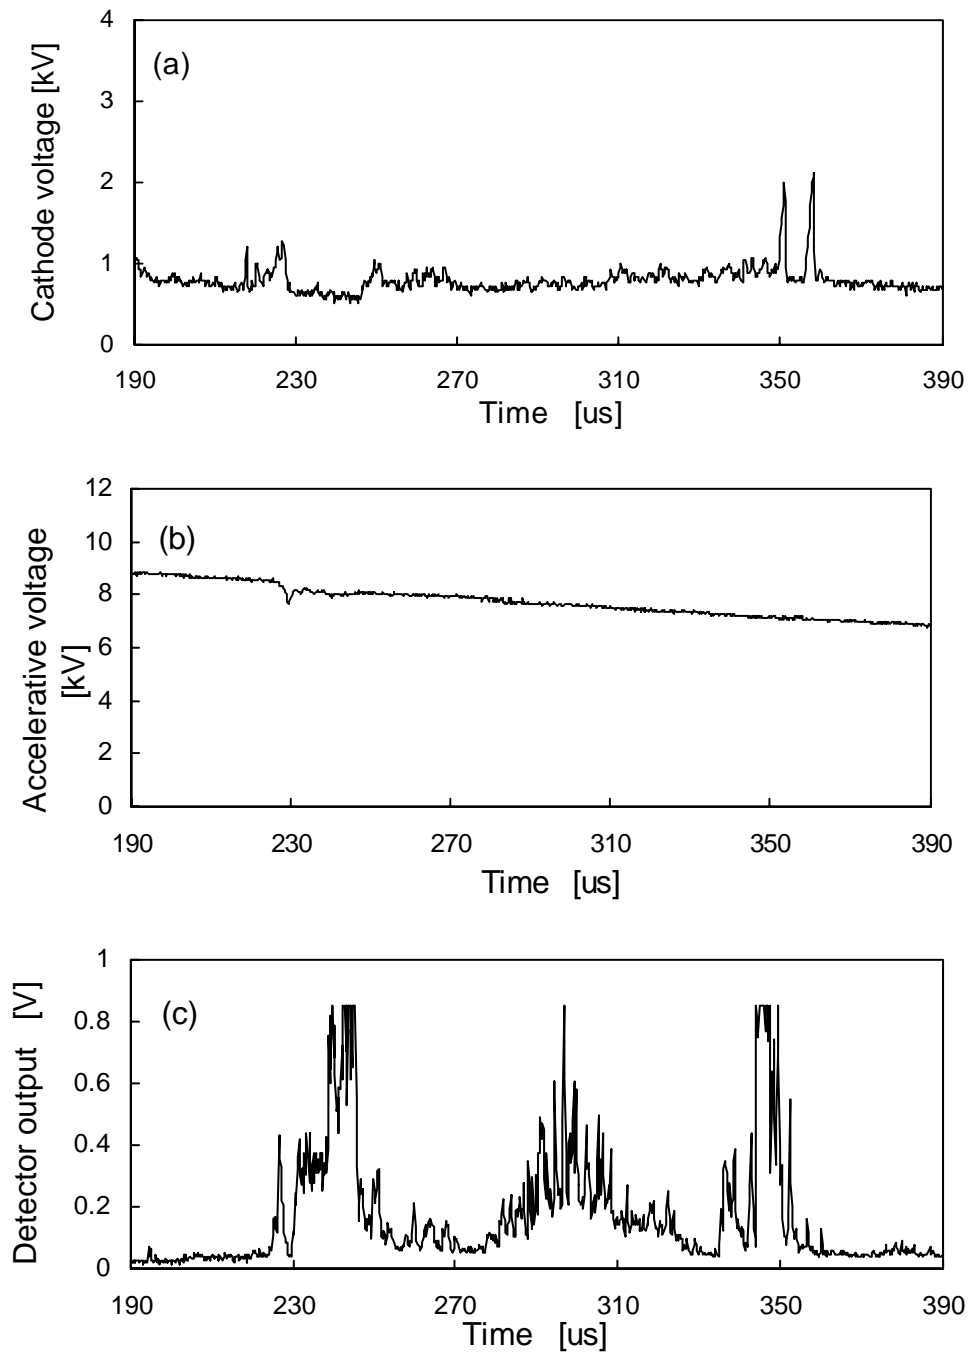 4
(a)
3
2
1
0
Cathode voltage [kV]
190 230 270 310 350 390
Time [us]
12
(b)
10
8
6
4
2
0
Accelerative voltage
[kV]
190 230 270 310 350 390
Time [us]
1
(c)
0.8
0.6
0.4
0.2
0
Detector output [V]
190 230 270 310 350 390
Time [us]